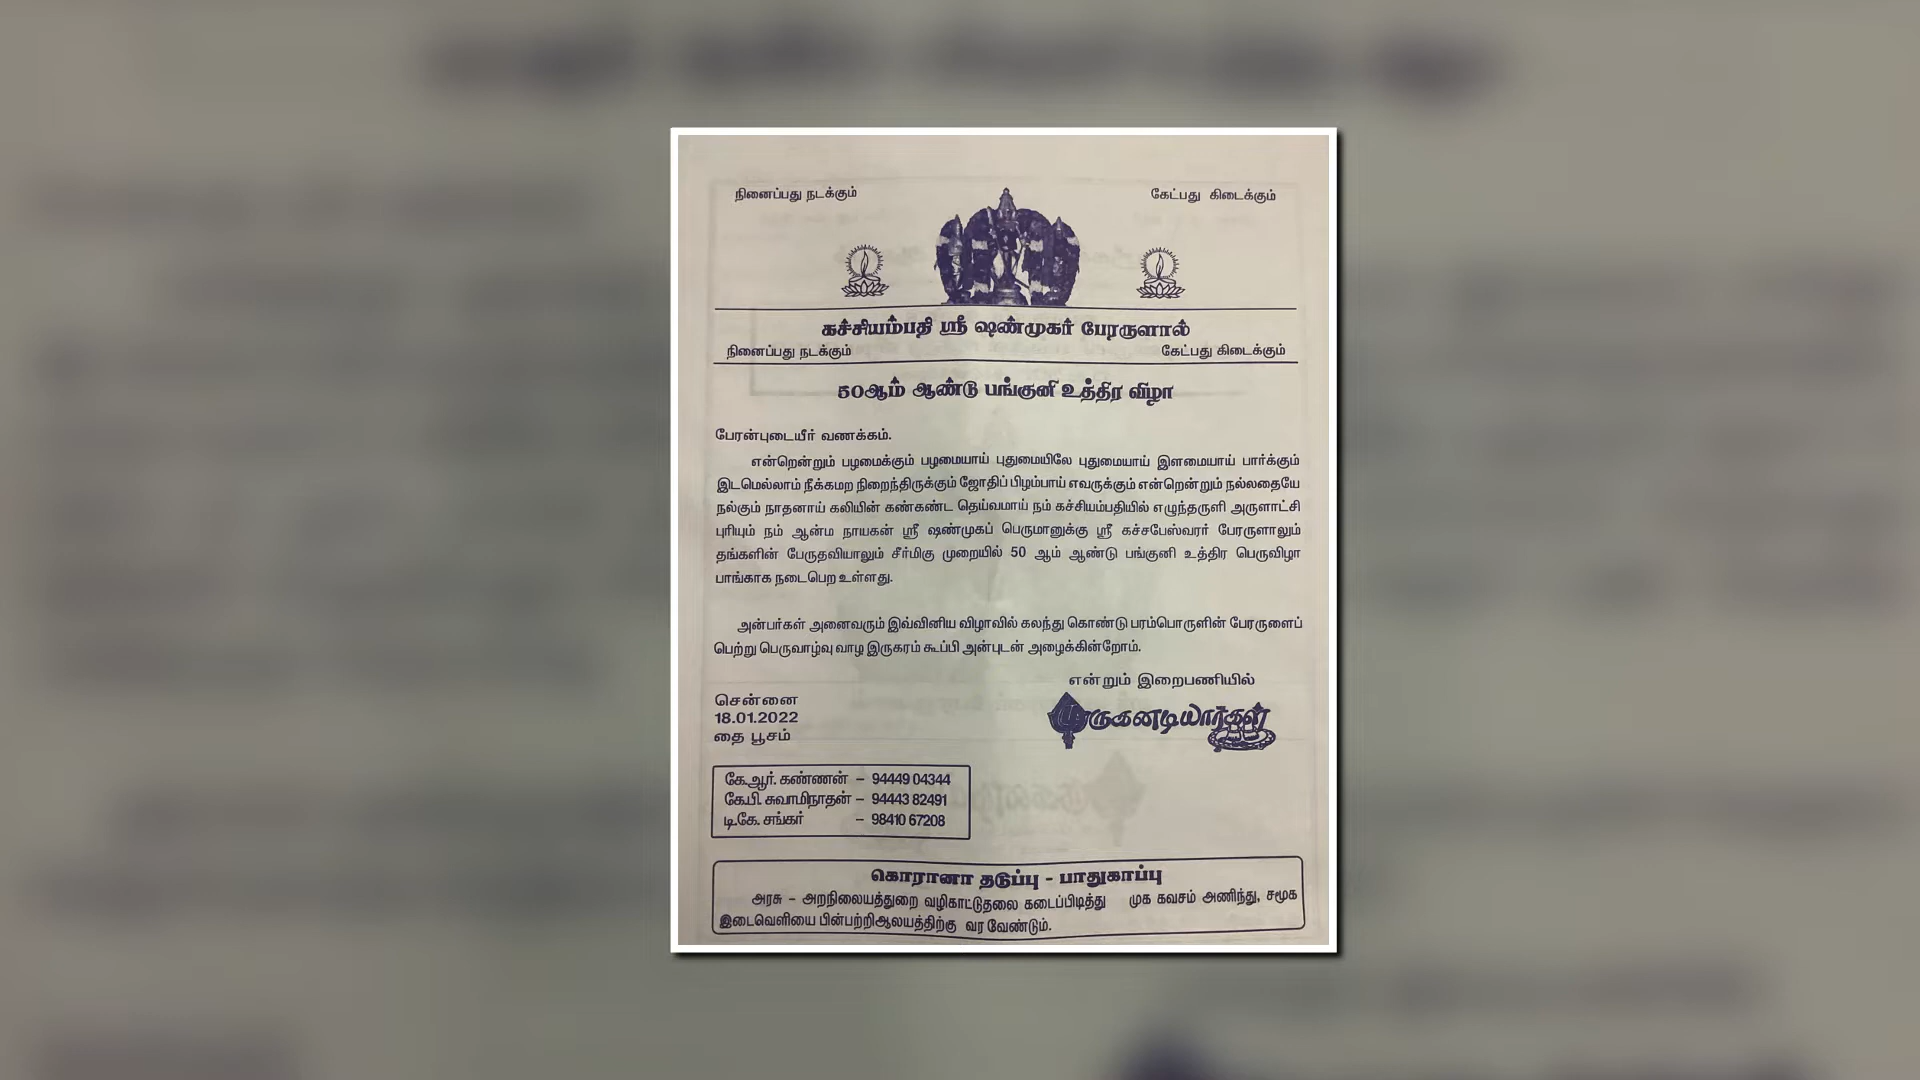 நினைப்பது நடக்கும்
கேட்பது கிடைக்கும்
கச்சியம்பதி ஸ்ரீ ஷண்முகர் பேரருளால்
நினைப்பது நடக்கும்
கேட்பது கிடைக்கும்
50ஆம் ஆண்டு பங்குனி உத்திர விழா
பேரன்புடையீர் வணக்கம்.
என்றென்றும் பழமைக்கும் பழமையாய் புதுமையிலே புதுமையாய் இளமையாய் பார்க்கும்
இடமெல்லாம் நீக்கமற நிறைந்திருக்கும் ஜோதிப் பிழம்பாய் எவருக்கும் என்றென்றும் நல்லதையே
நல்கும் நாதனாய் கலியின் கண்கண்ட தெய்வமாய் நம் கச்சியம்பதியில் எழுந்தருளி அருளாட்சி
புரியும் நம் ஆன்ம நாயகன் ஸ்ரீ ஷண்முகப் பெருமானுக்கு ஸ்ரீ கச்சபேஸ்வரர் பேரருளாலும்
தங்களின் பேருதவியாலும் சீர்மிகு முறையில் 50 ஆம் ஆண்டு பங்குனி உத்திர பெருவிழா
பாங்காக நடைபெற உள்ளது.
அன்பர்கள் அனைவரும் இவ்வினிய விழாவில் கலந்து கொண்டு பரம்பொருளின் பேரருளைப்
பெற்று பெருவாழ்வு வாழ இருகரம் கூப்பி அன்புடன் அழைக்கின்றோம்.
என்றும் இறைபணியில்
முருகனடியார்கள்
சென்னை
18.01.2022
தை பூசம்
கே.ஆர். கண்ணன் – 94449 04344
கே.பி. சுவாமிநாதன் – 94443 82491
டி.கே. சங்கர் – 98410 67208
கொரானா தடுப்பு - பாதுகாப்பு
அரசு – அறநிலையத்துறை வழிகாட்டுதலை கடைப்பிடித்து முக கவசம் அணிந்து, சமூக
இடைவெளியை பின்பற்றிஆலயத்திற்கு வர வேண்டும்.